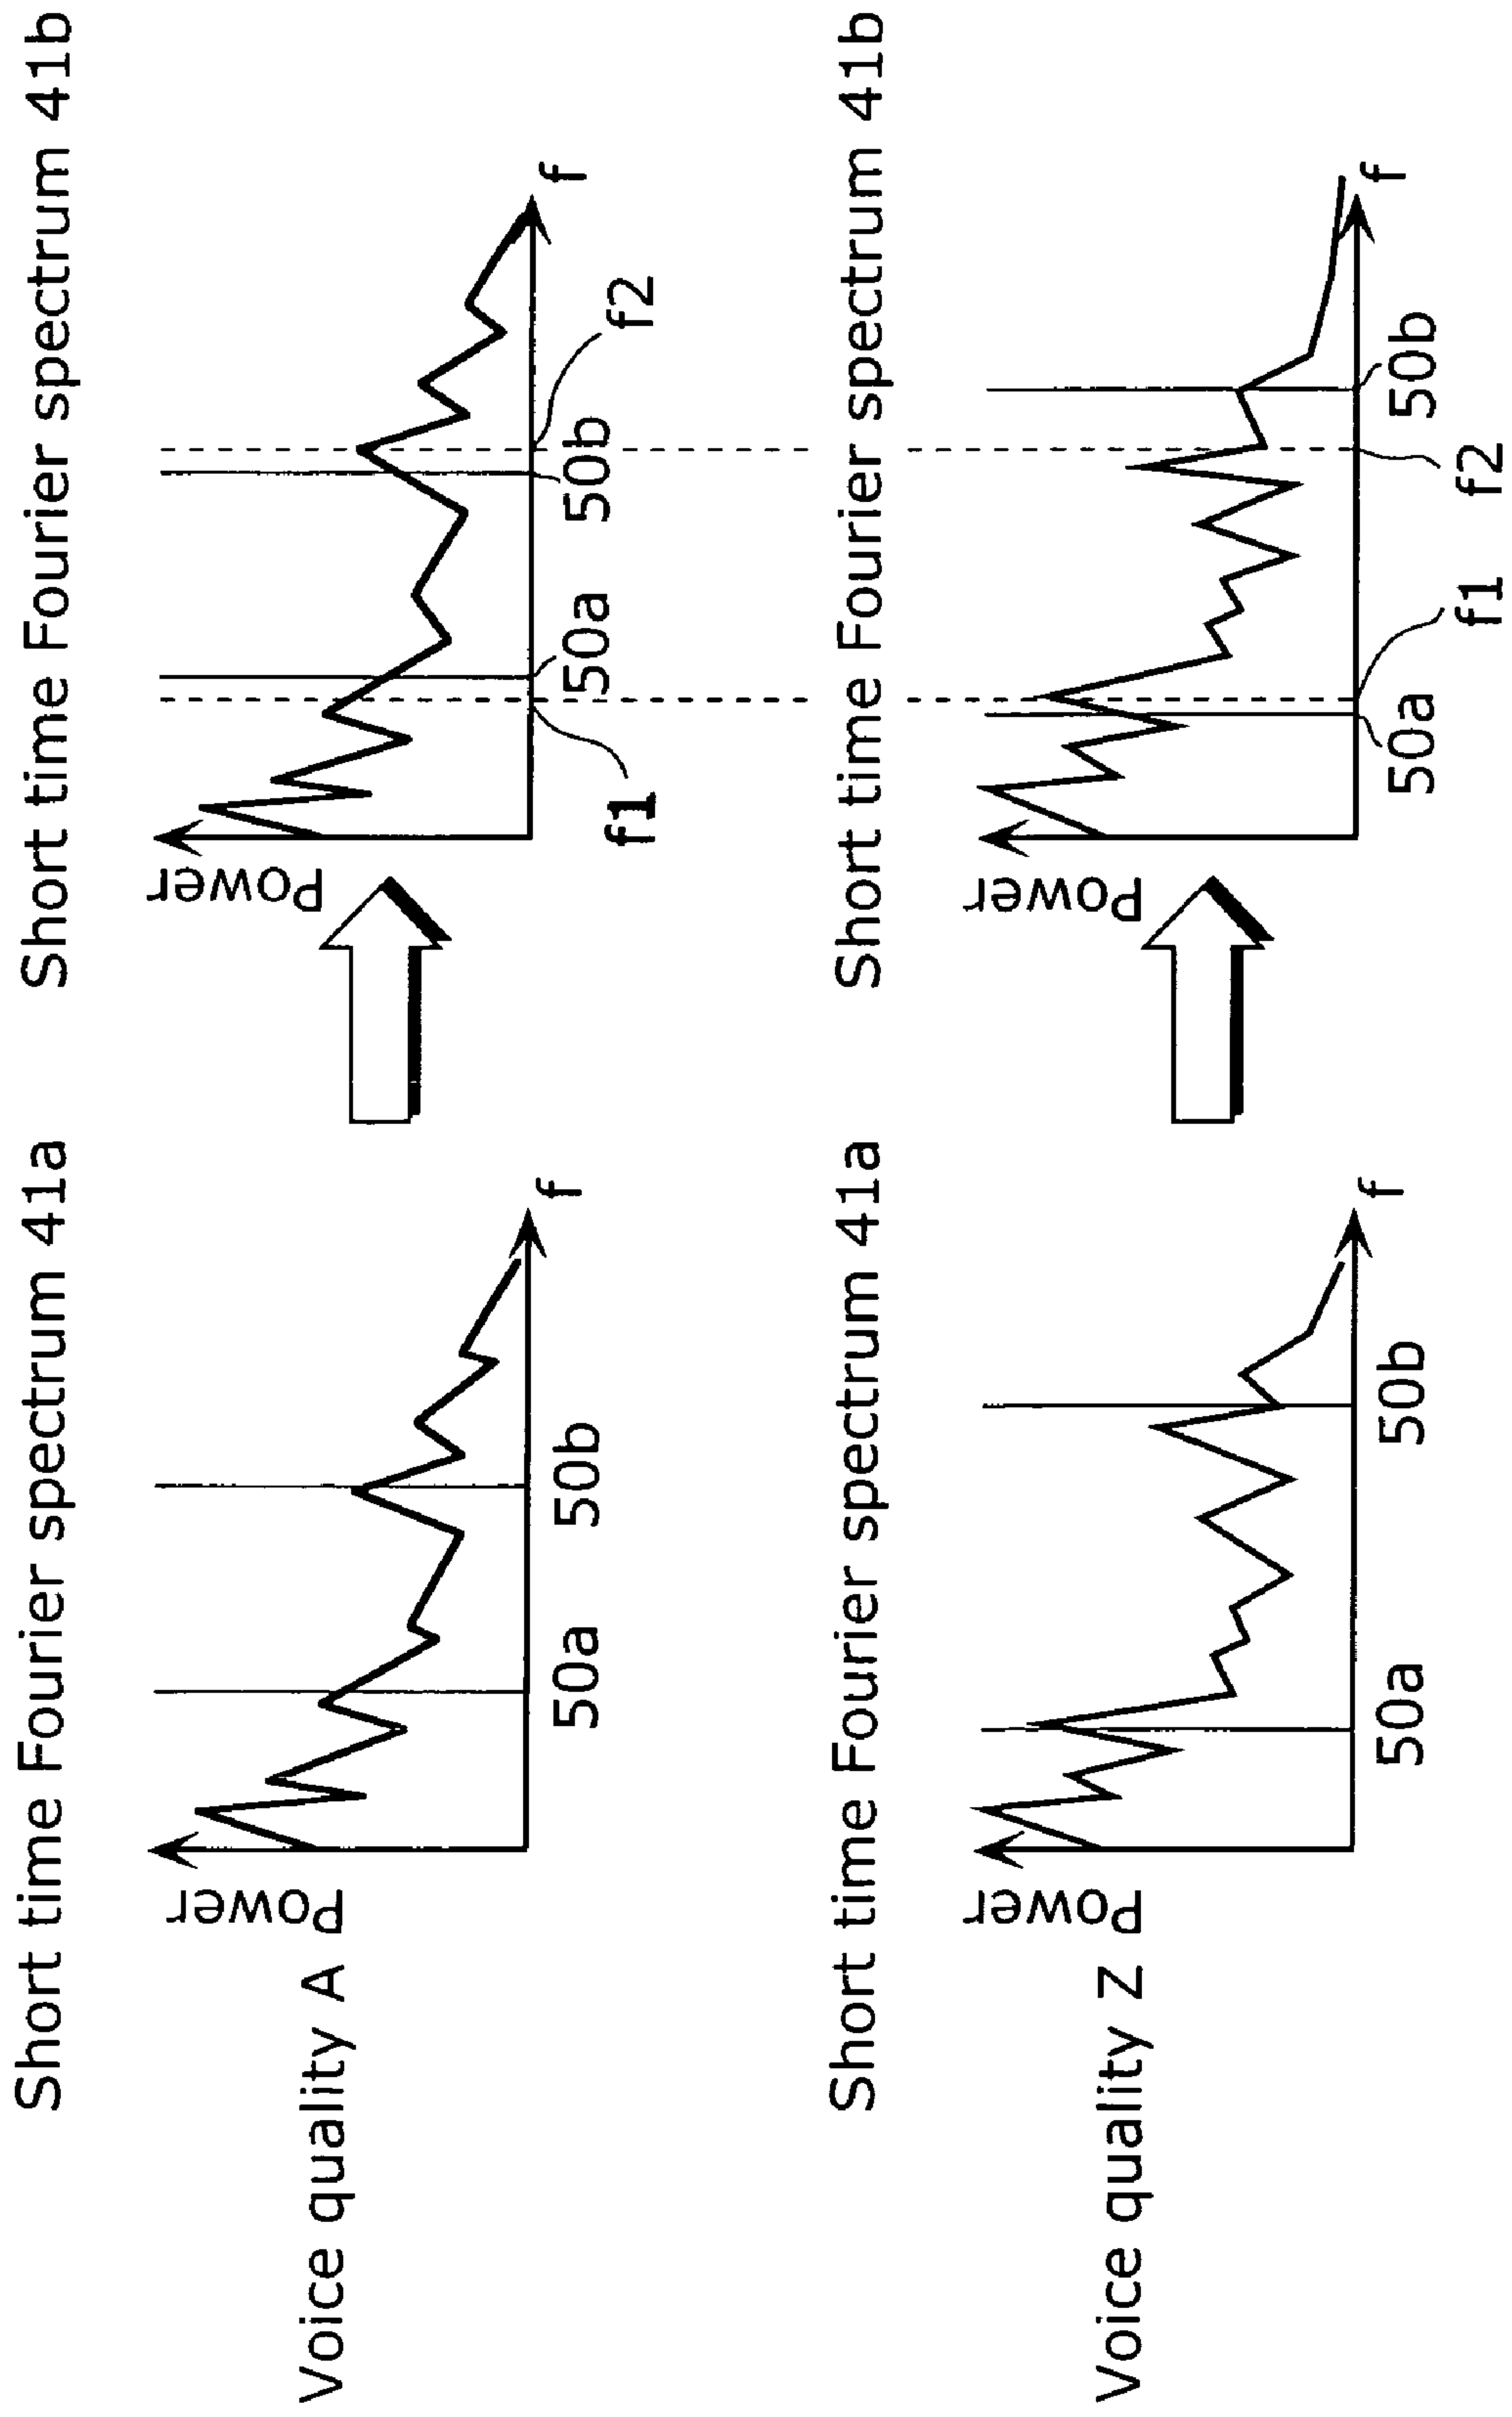 Short time Fourier spectrum 41a
Short time Fourier spectrum 41b
Voice quality A
Power
f
50a
50b
Power
f
50a
50b
f1
f2
Short time Fourier spectrum 41a
Short time Fourier spectrum 41b
Voice quality Z
Power
f
50a
50b
Power
f
50a
50b
f1
f2